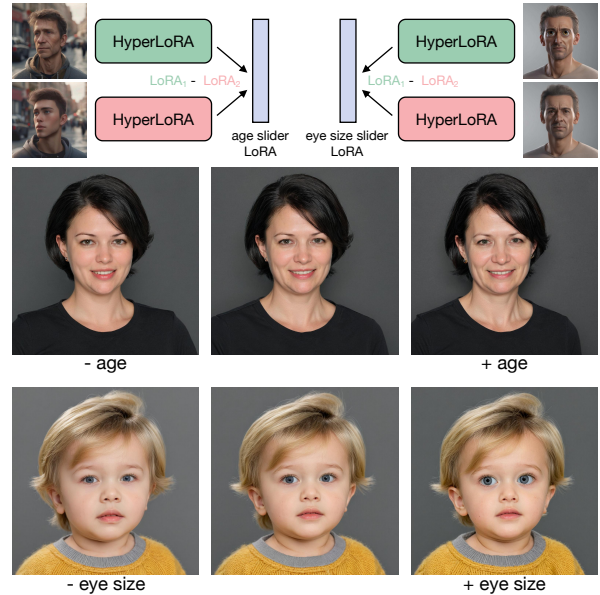 HyperLoRA
HyperLoRA
LoRA₁ - LoRA₂
LoRA₁ - LoRA₂
HyperLoRA
HyperLoRA
age slider
LoRA
eye size slider
LoRA
- age
+ age
- eye size
+ eye size